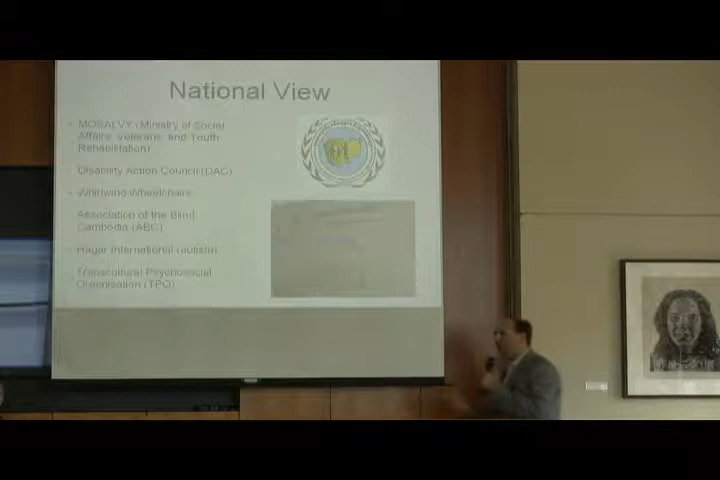 National View
MOSALVY (Ministry of Social
Affairs, Veterans, and Youth
Rehabilitation)
Disability Action Council (DAC)
Whirlwind Wheelchairs
Association of the Blind
Cambodia (ABC)
Hagar International (autism)
Transcultural Psychosocial
Organization (TPO)